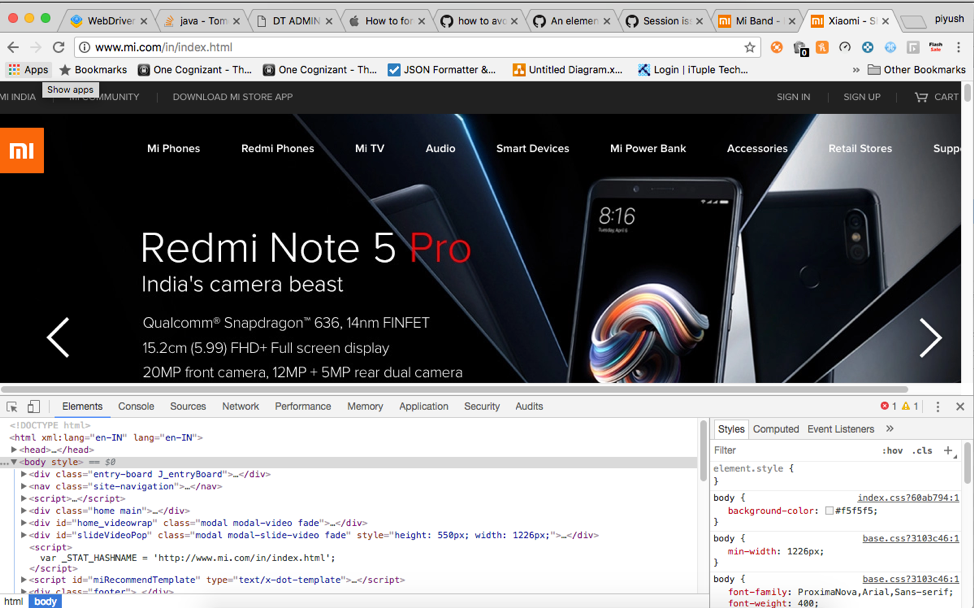 WebDriver
java - Tom
DT ADMIN
How to for
how to avo
An elemen
Session is
Mi Band -
Xiaomi - S
piyush
www.mi.com/in/index.html
0
Flash
Sale
Apps
Bookmarks
One Cognizant - Th...
One Cognizant - Th...
JSON Formatter &...
Untitled Diagram.x...
Login | iTuple Tech...
»
Other Bookmarks
Show apps
MI INDIA
MI COMMUNITY
DOWNLOAD MI STORE APP
SIGN IN
SIGN UP
CART
Mi Phones
Redmi Phones
Mi TV
Audio
Smart Devices
Mi Power Bank
Accessories
Retail Stores
Suppo
8:16
Tuesday, April 5
Redmi Note 5 Pro
India's camera beast
Qualcomm® Snapdragon™ 636, 14nm FINFET
15.2cm (5.99) FHD+ Full screen display
20MP front camera, 12MP + 5MP rear dual camera
Elements
Console
Sources
Network
Performance
Memory
Application
Security
Audits
1
1
<!DOCTYPE html>
<html xml:lang="en-IN" lang="en-IN">
<head>…</head>
<body style> == $0
<div class="entry-board J_entryBoard">…</div>
<nav class="site-navigation">…</nav>
<script>…</script>
<div class="home main">…</div>
<div id="home_videowrap" class="modal modal-video fade">…</div>
<div id="slideVideoPop" class="modal modal-slide-video fade" style="height: 550px; width: 1226px;">…</div>
<script>
var _STAT_HASHNAME = 'http://www.mi.com/in/index.html';
</script>
<script id="miRecommendTemplate" type="text/x-dot-template">…</script>
<div class="footer">…</div>
html
body
Styles
Computed
Event Listeners
»
Filter
:hov
.cls
+
element.style {
}
body {
index.css?60ab794:1
background-color: #f5f5f5;
}
body {
base.css?3103c46:1
min-width: 1226px;
}
body {
base.css?3103c46:1
font-family: ProximaNova,Arial,Sans-serif;
font-weight: 400;